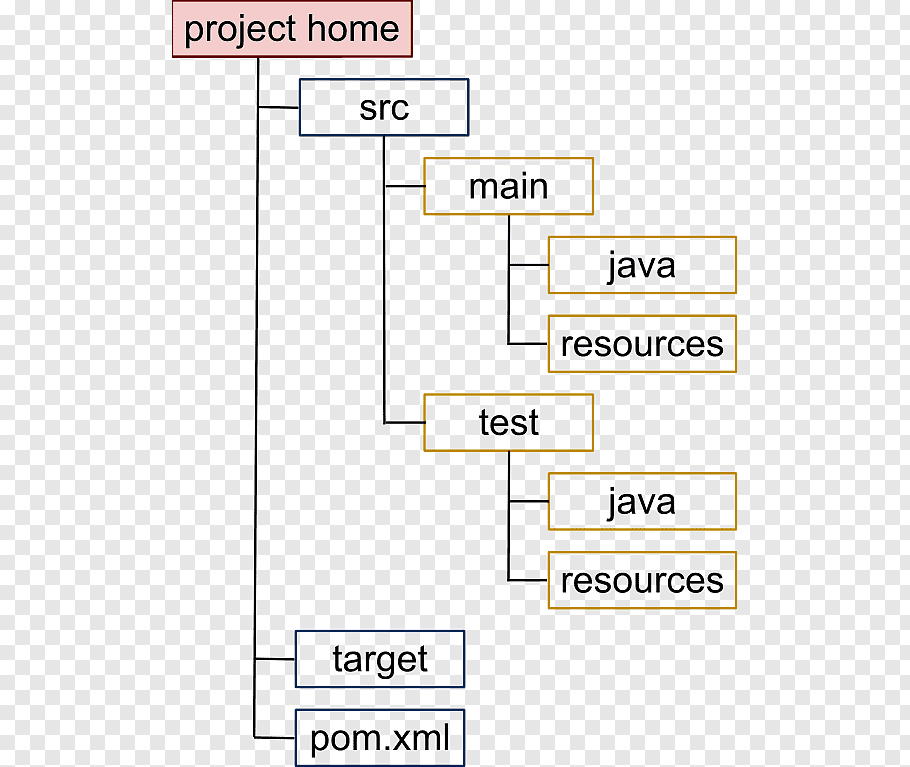 project home
src
main
java
resources
test
java
resources
target
pom.xml